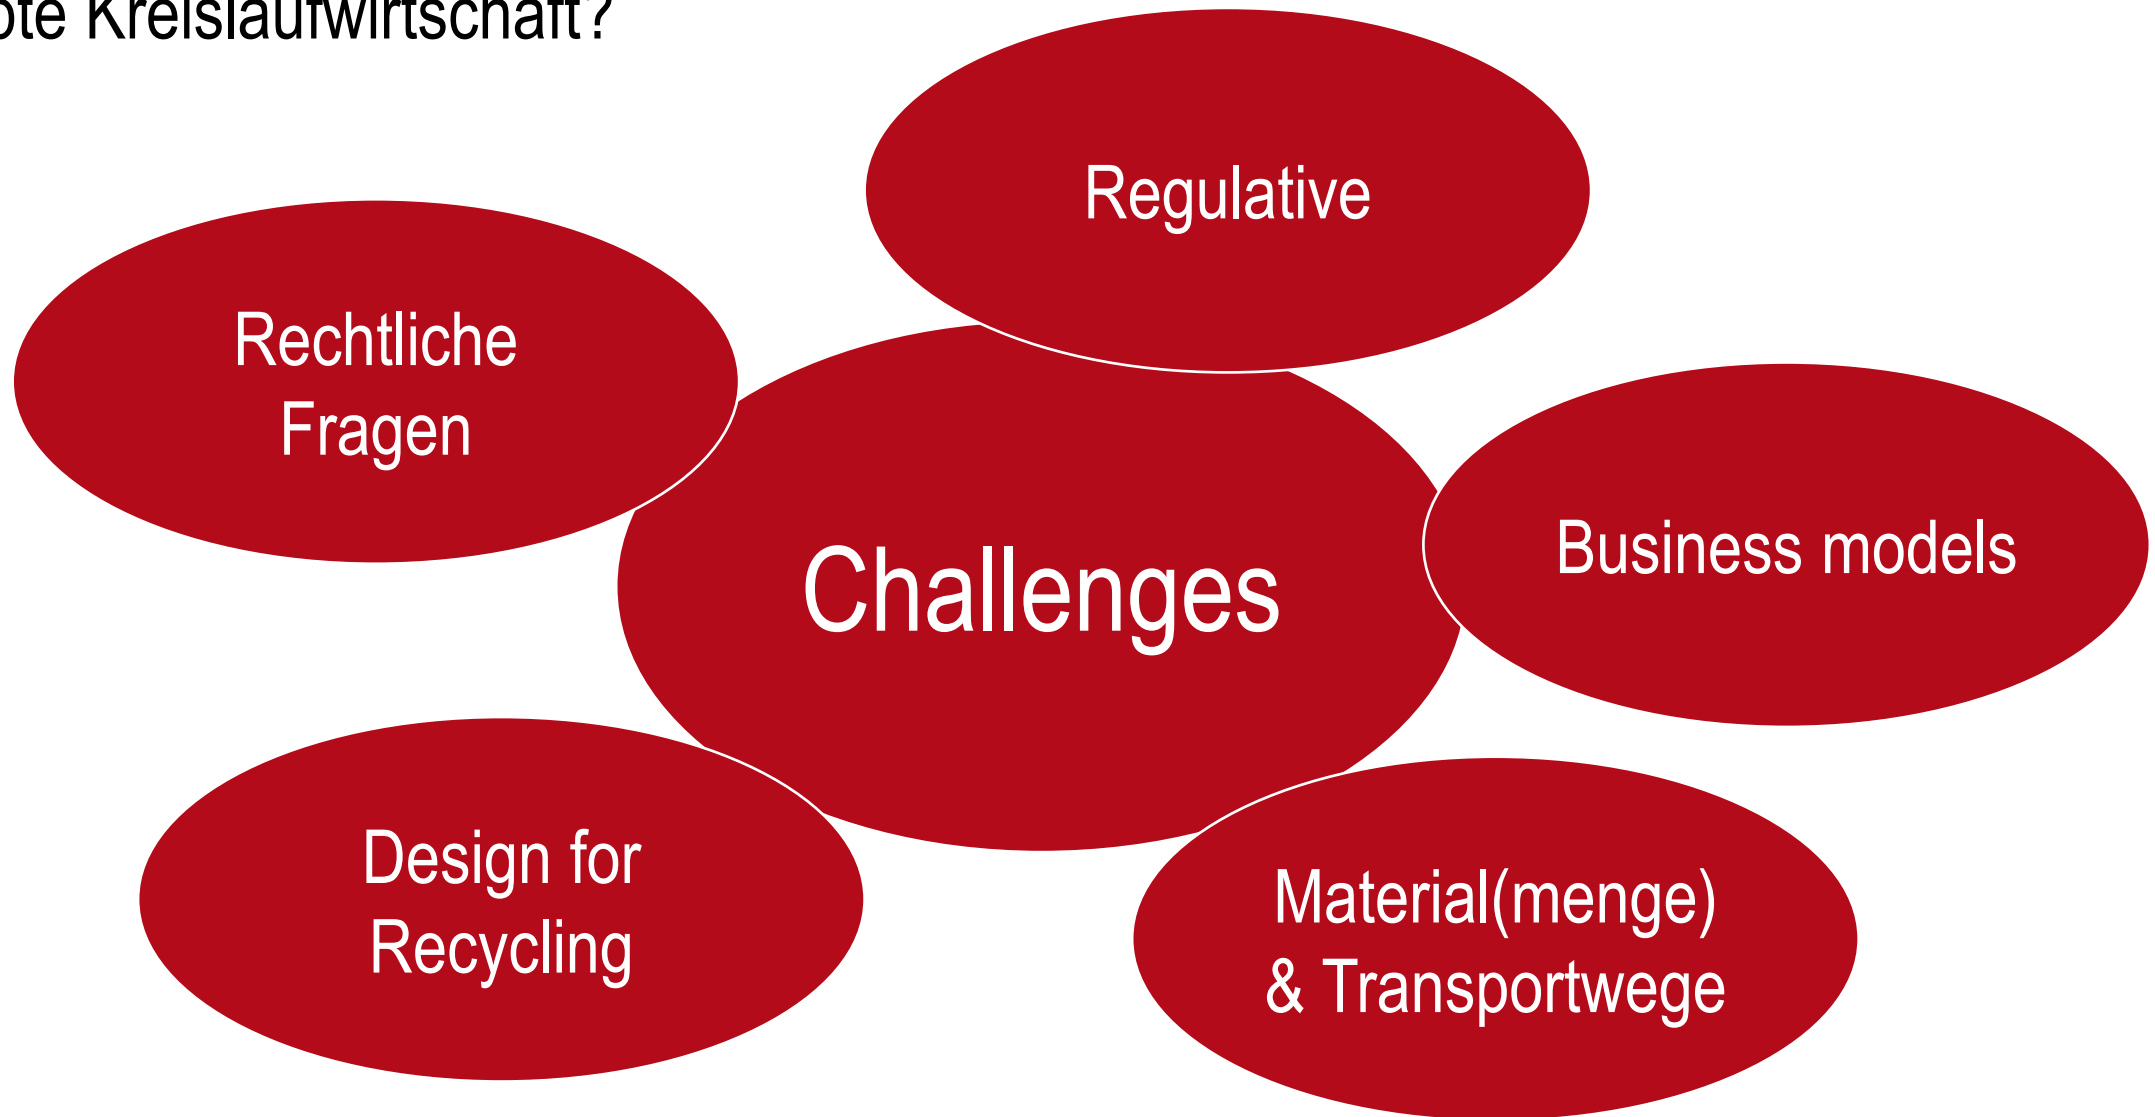 Kreislaufwirtschaft?
Regulative
Rechtliche
Fragen
Business models
Challenges
Design for
Recycling
Material(menge)
& Transportwege